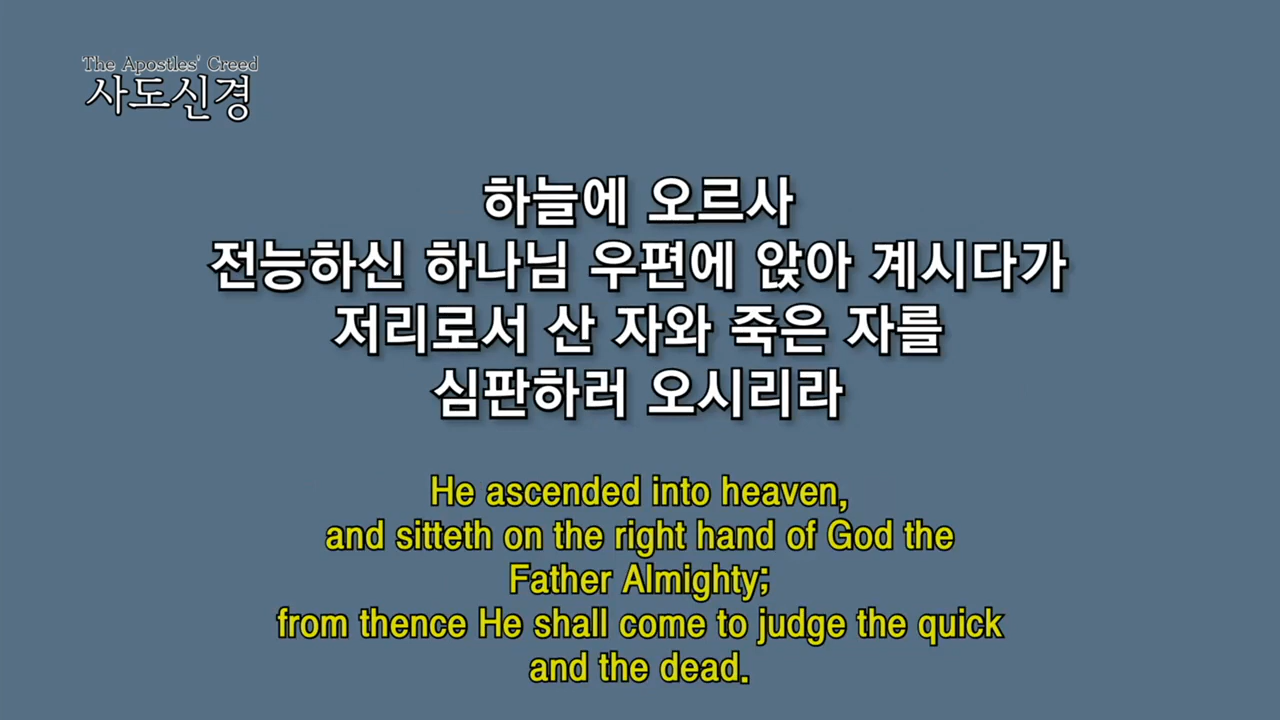 The Apostles' Creed
사도신경
하늘에 오르사
전능하신 하나님 우편에 앉아 계시다가
저리로서 산 자와 죽은 자를
심판하러 오시리라
He ascended into heaven,
and sitteth on the right hand of God the
Father Almighty;
from thence He shall come to judge the quick
and the dead.